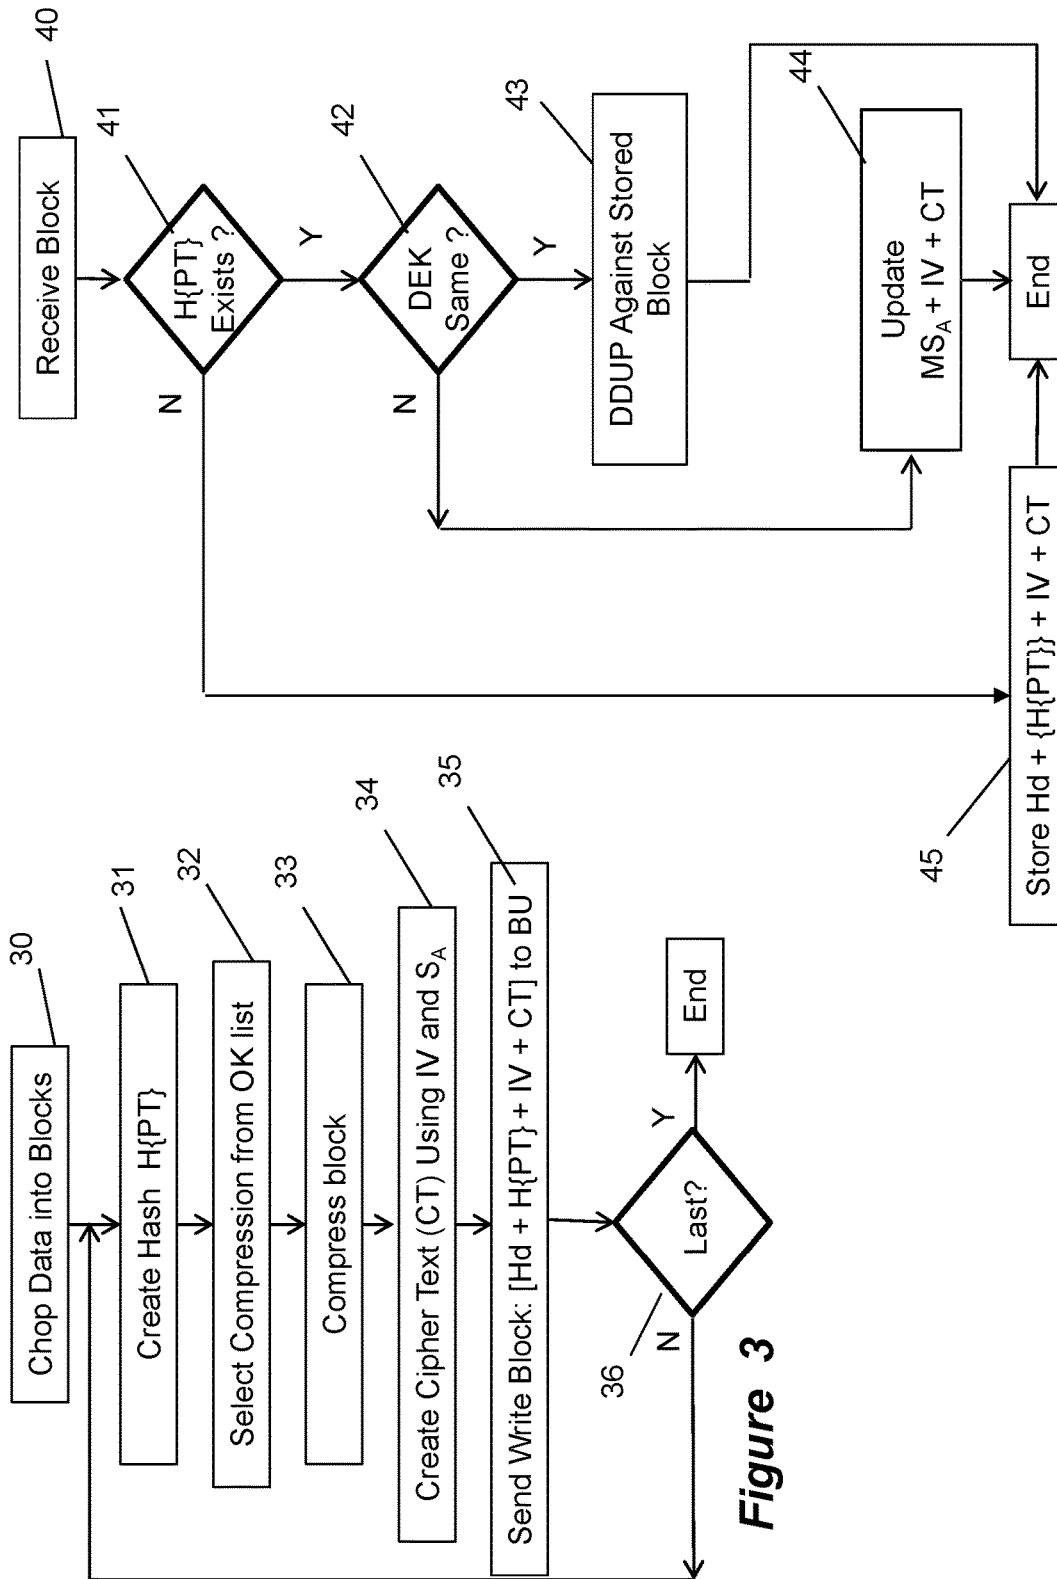 30
Chop Data into Blocks
31
Create Hash H{PT}
32
Select Compression from OK list
33
Compress block
34
Create Cipher Text (CT) Using IV and S_A
35
Send Write Block: [Hd + H{PT} + IV + CT] to BU
36
Last?
Y
N
End
40
Receive Block
41
H{PT}
Exists ?
N
Y
42
DEK
Same ?
N
Y
43
DDUP Against Stored
Block
44
Update
MS_A + IV + CT
45
Store Hd + {H{PT}} + IV + CT
End
Figure 3